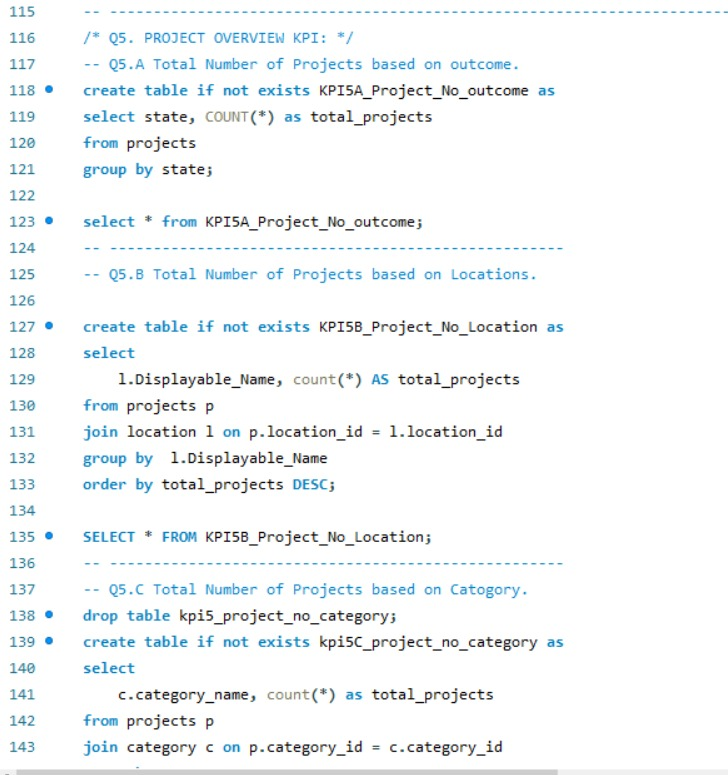 115 -- -----------------------------------------------------------------------
116 /* Q5. PROJECT OVERVIEW KPI: */
117 -- Q5.A Total Number of Projects based on outcome.
118 create table if not exists KPI5A_Project_No_outcome as
119 select state, COUNT(*) as total_projects
120 from projects
121 group by state;
122
123 select * from KPI5A_Project_No_outcome;
124 -- ----------------------------------------------------
125 -- Q5.B Total Number of Projects based on Locations.
126
127 create table if not exists KPI5B_Project_No_Location as
128 select
129 l.Displayable_Name, count(*) AS total_projects
130 from projects p
131 join location l on p.location_id = l.location_id
132 group by  l.Displayable_Name
133 order by total_projects DESC;
134
135 SELECT * FROM KPI5B_Project_No_Location;
136 -- ----------------------------------------------------
137 -- Q5.C Total Number of Projects based on Catogory.
138 drop table kpi5_project_no_category;
139 create table if not exists kpi5C_project_no_category as
140 select
141 c.category_name, count(*) as total_projects
142 from projects p
143 join category c on p.category_id = c.category_id